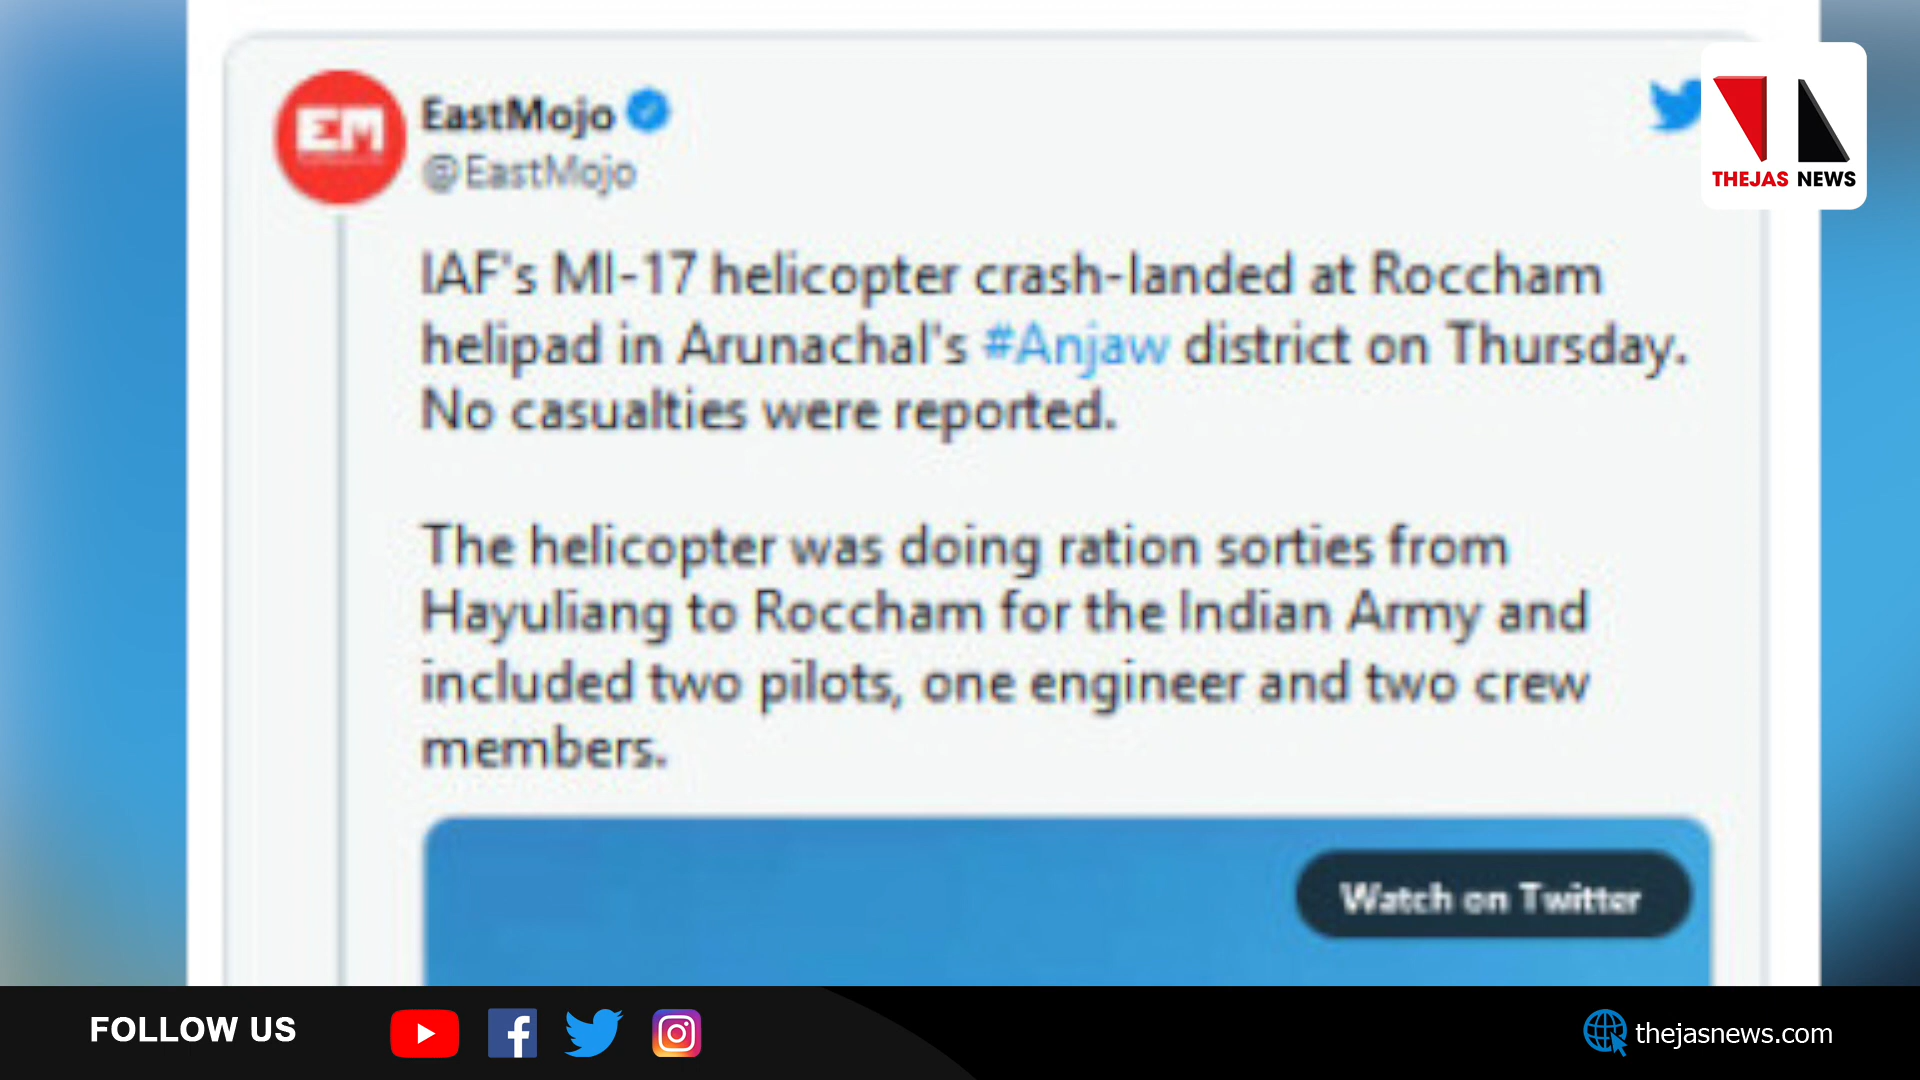 EM
EastMojo
@EastMojo
THEJAS NEWS
IAF's MI-17 helicopter crash-landed at Roccham
helipad in Arunachal's #Anjaw district on Thursday.
No casualties were reported.
The helicopter was doing ration sorties from
Hayuliang to Roccham for the Indian Army and
included two pilots, one engineer and two crew
members.
Watch on Twitter
FOLLOW US
thejasnews.com